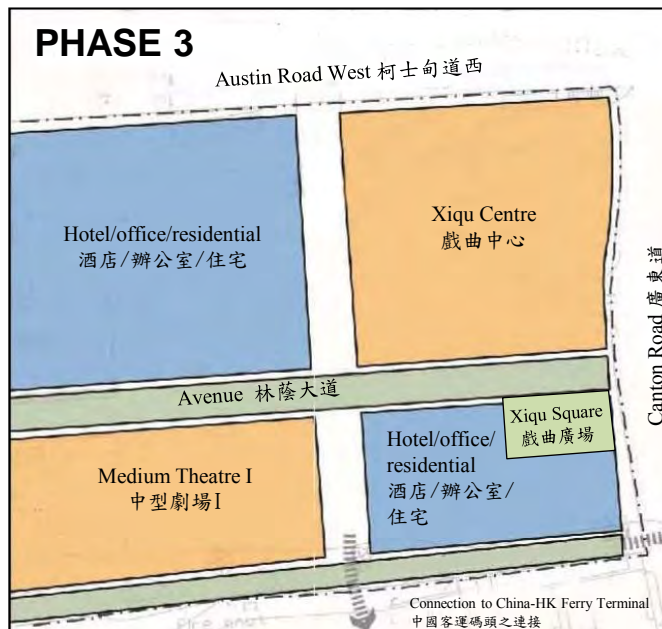 PHASE 3
Austin Road West 柯士甸道西
Hotel/office/residential
酒店/辦公室/住宅
Xiqu Centre
戲曲中心
Canton Road 廣東道
Avenue 林蔭大道
Xiqu Square
戲曲廣場
Medium Theatre I
中型劇場I
Hotel/office/
residential
酒店/辦公室/
住宅
Connection to China-HK Ferry Terminal
中國客運碼頭之連接